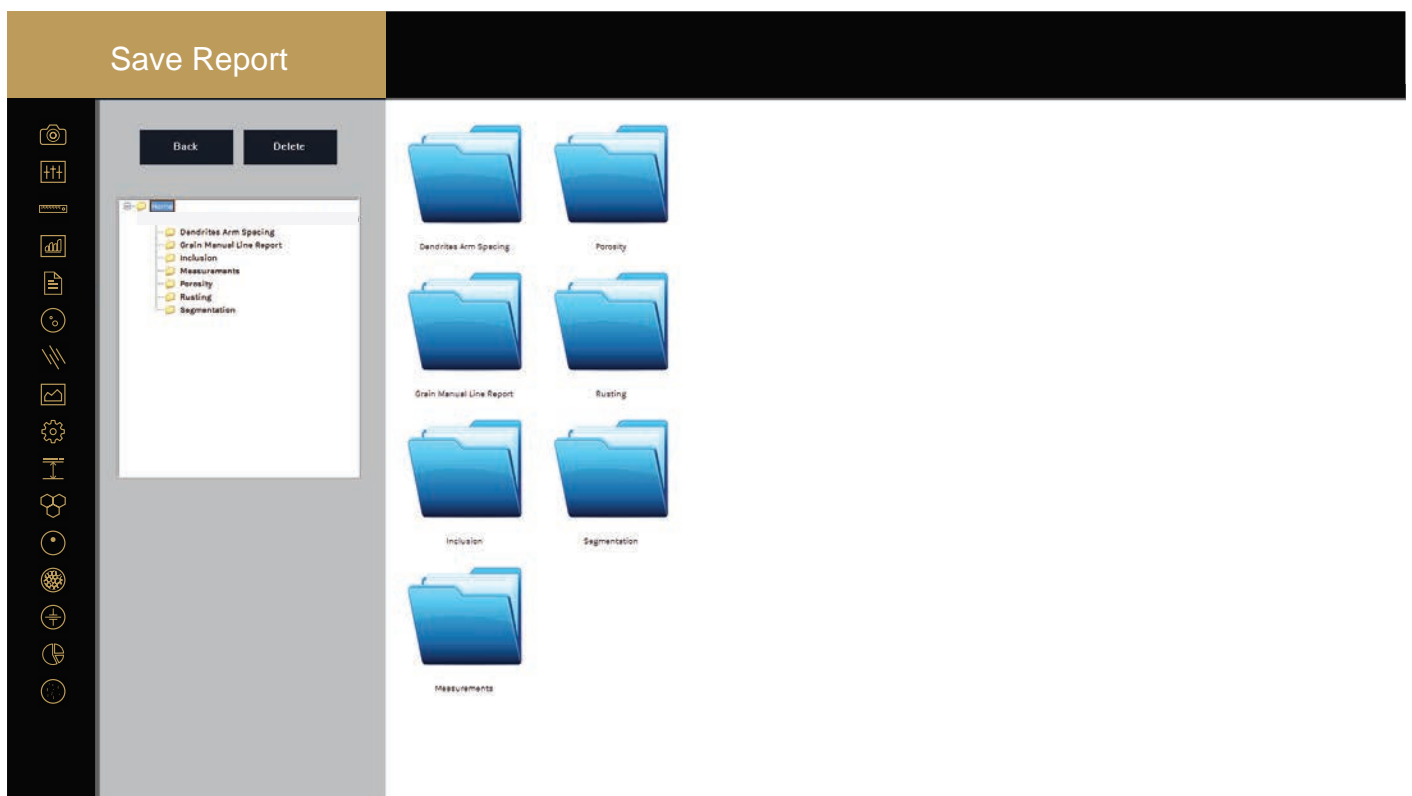 Save Report
Back
Delete
Home
Dendrites Arm Spacing
Grain Manual Line Report
Inclusion
Measurements
Porosity
Rusting
Segmentation
Dendrites Arm Spacing
Porosity
Grain Manual Line Report
Rusting
Inclusion
Segmentation
Measurements